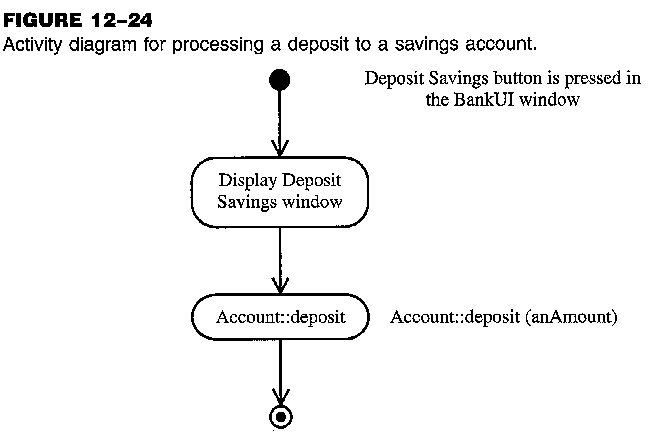 FIGURE 12–24
Activity diagram for processing a deposit to a savings account.
Deposit Savings button is pressed in
the BankUI window
Display Deposit
Savings window
Account::deposit
Account::deposit (anAmount)